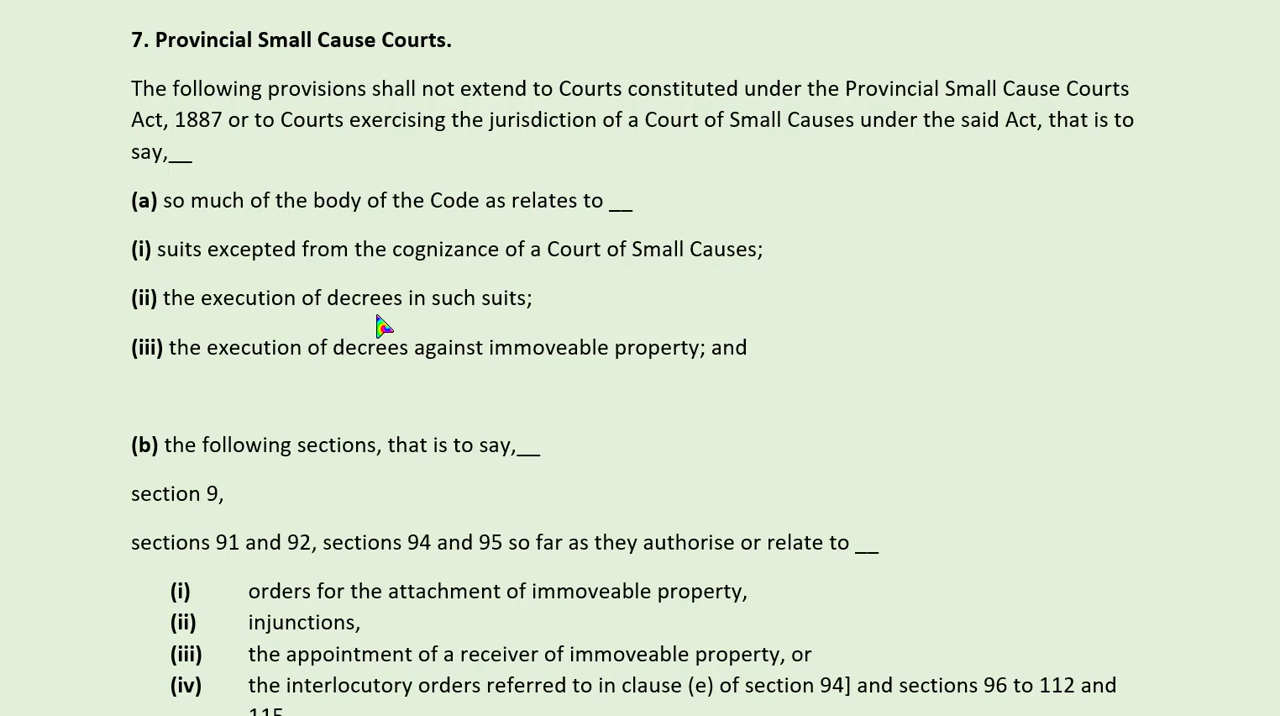 7. Provincial Small Cause Courts.
The following provisions shall not extend to Courts constituted under the Provincial Small Cause Courts
Act, 1887 or to Courts exercising the jurisdiction of a Court of Small Causes under the said Act, that is to
say,__
(a) so much of the body of the Code as relates to __
(i) suits excepted from the cognizance of a Court of Small Causes;
(ii) the execution of decrees in such suits;
(iii) the execution of decrees against immoveable property; and
(b) the following sections, that is to say,__
section 9,
sections 91 and 92, sections 94 and 95 so far as they authorise or relate to __
(i) orders for the attachment of immoveable property,
(ii) injunctions,
(iii) the appointment of a receiver of immoveable property, or
(iv) the interlocutory orders referred to in clause (e) of section 94] and sections 96 to 112 and
115